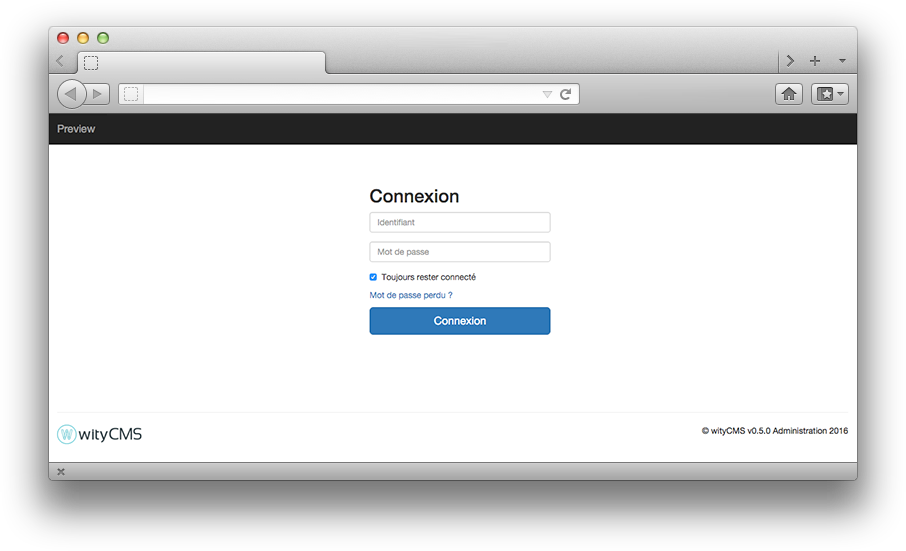 Preview
Connexion
Identifiant
Mot de passe
Toujours rester connecté
Mot de passe perdu ?
Connexion
W wityCMS
© wityCMS v0.5.0 Administration 2016